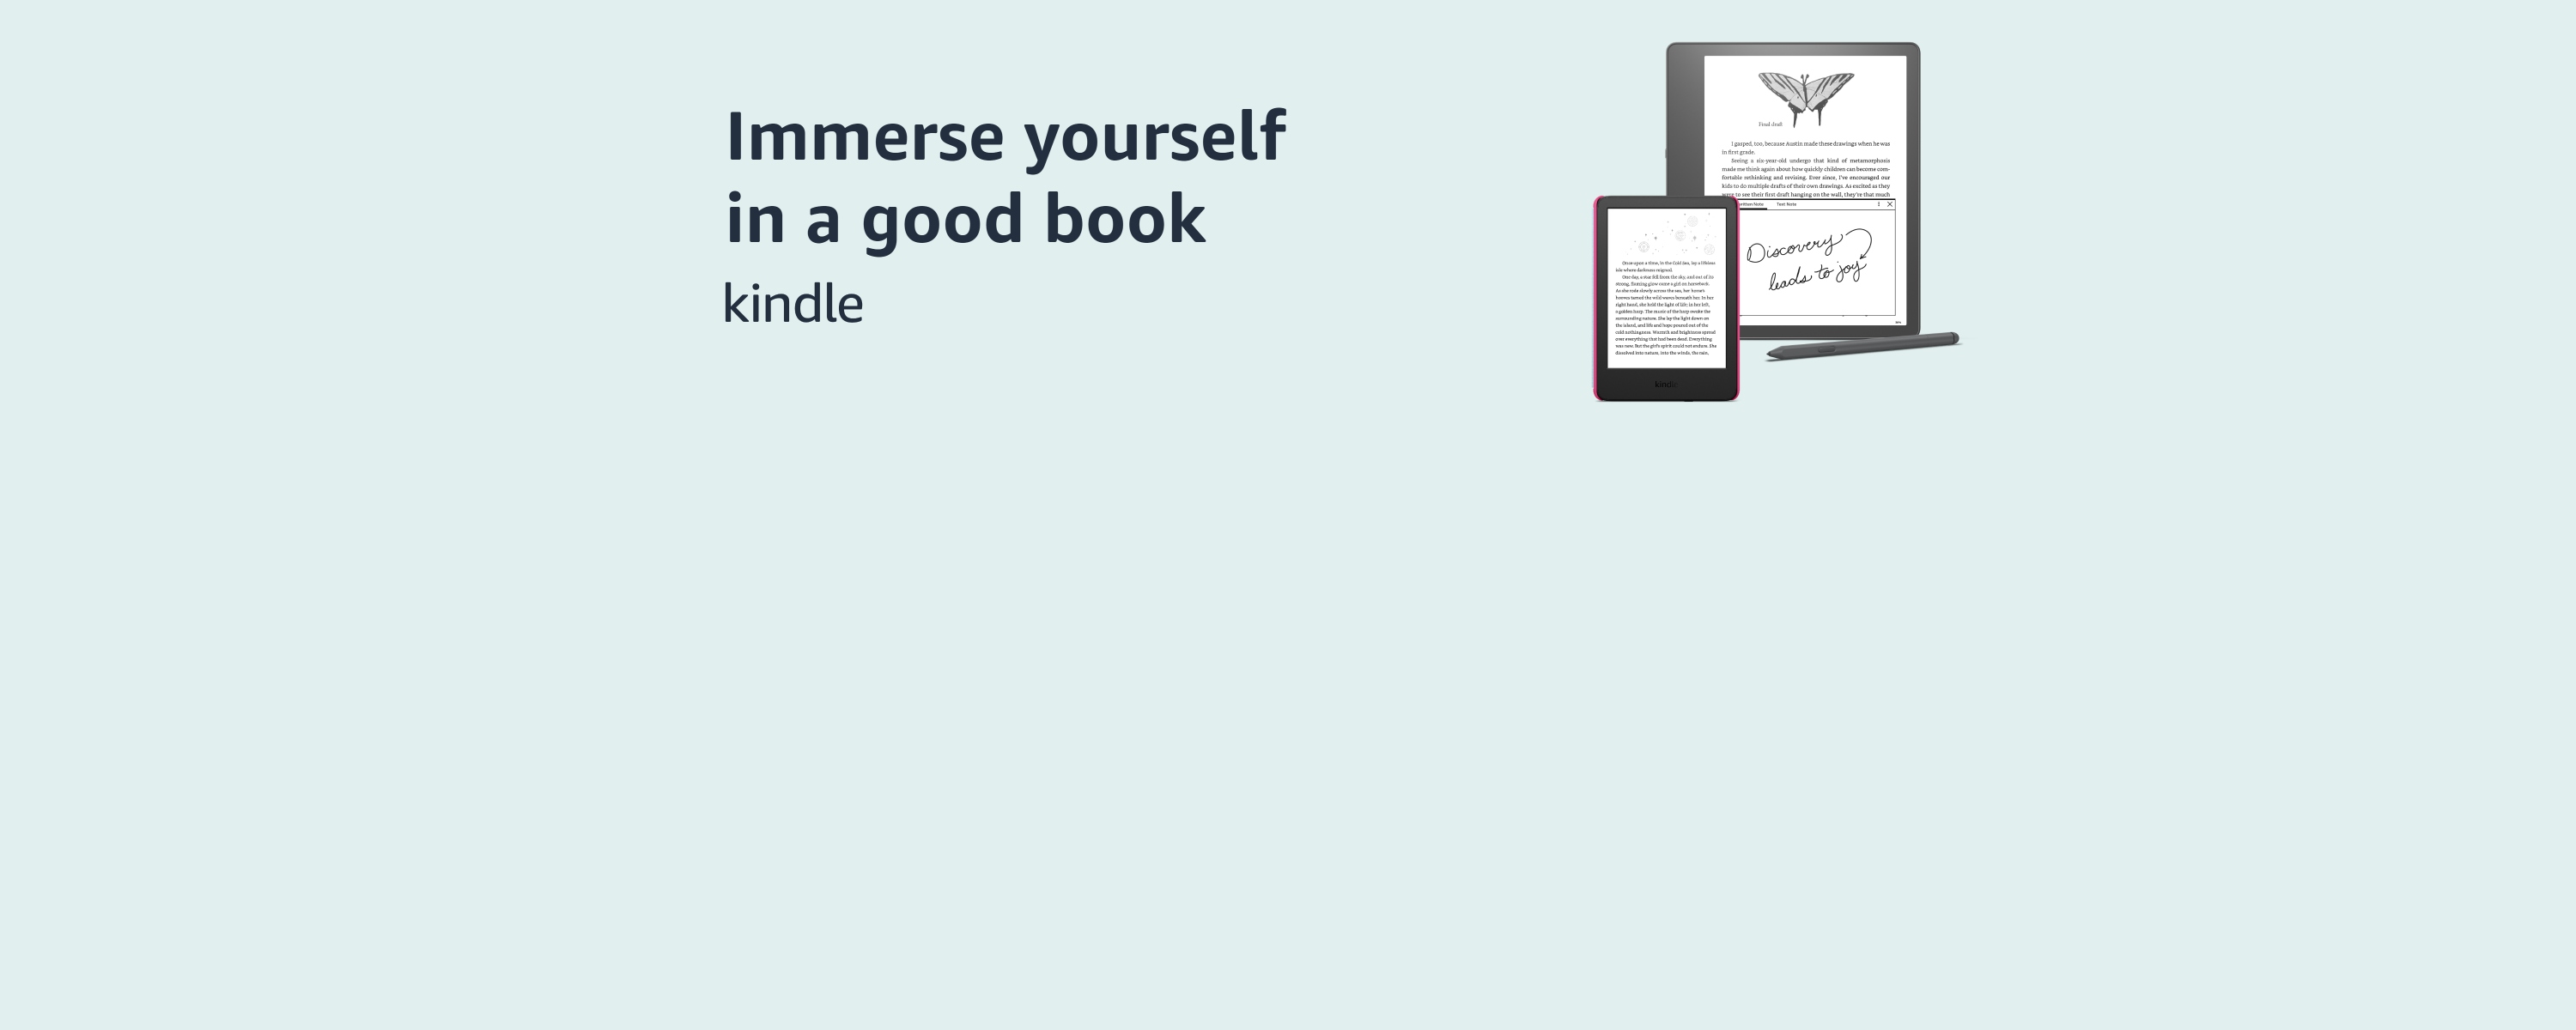 Immerse yourself
in a good book
kindle
Final draft
I gasped, too, because Austin made these drawings when he was
in first grade.
Seeing a six-year-old undergo that kind of metamorphosis
made me think again about how quickly children can become com-
fortable rethinking and revising. Ever since, I've encouraged our
kids to do multiple drafts of their own drawings. As excited as they
were to see their first draft hanging on the wall, they're that much
Text Note
Discovery
leads to joy
Once upon a time, in the Cold Sea, lay a lifeless
isle where darkness reigned.
One day, a star fell from the sky, and out of its
strong, flaming glow came a girl on horseback.
As she rode slowly across the sea, her horse's
hooves turned the wild waves beneath her. In her
right hand, she held the light of life; in her left,
a golden harp. The music of the harp awoke the
surrounding nature. She lay the light down on
the island, and life and hope poured out of the
cold nothingness. Warmth and brightness spread
over everything that had been dead. Everything
was new. But the girl's spirit could not endure. She
dissolved into nature, into the winds, the rain,
kindle